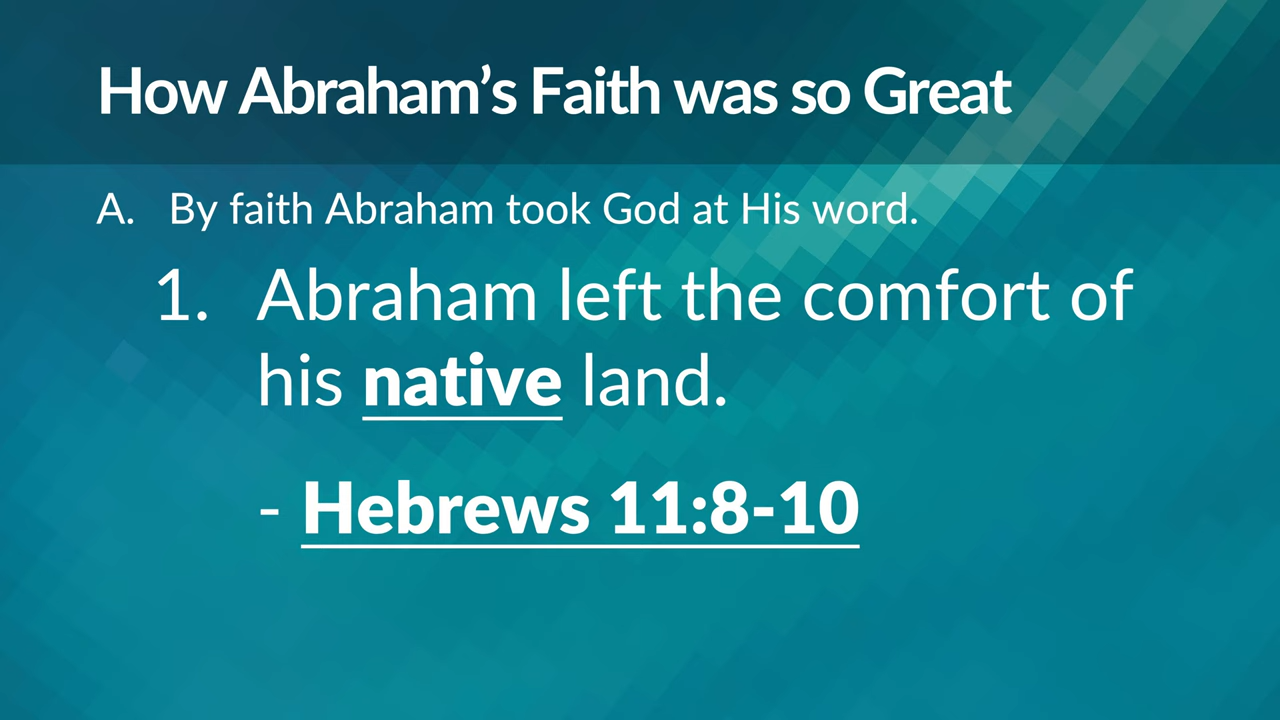 How Abraham’s Faith was so Great
A. By faith Abraham took God at His word.
1. Abraham left the comfort of
his native land.
- Hebrews 11:8-10